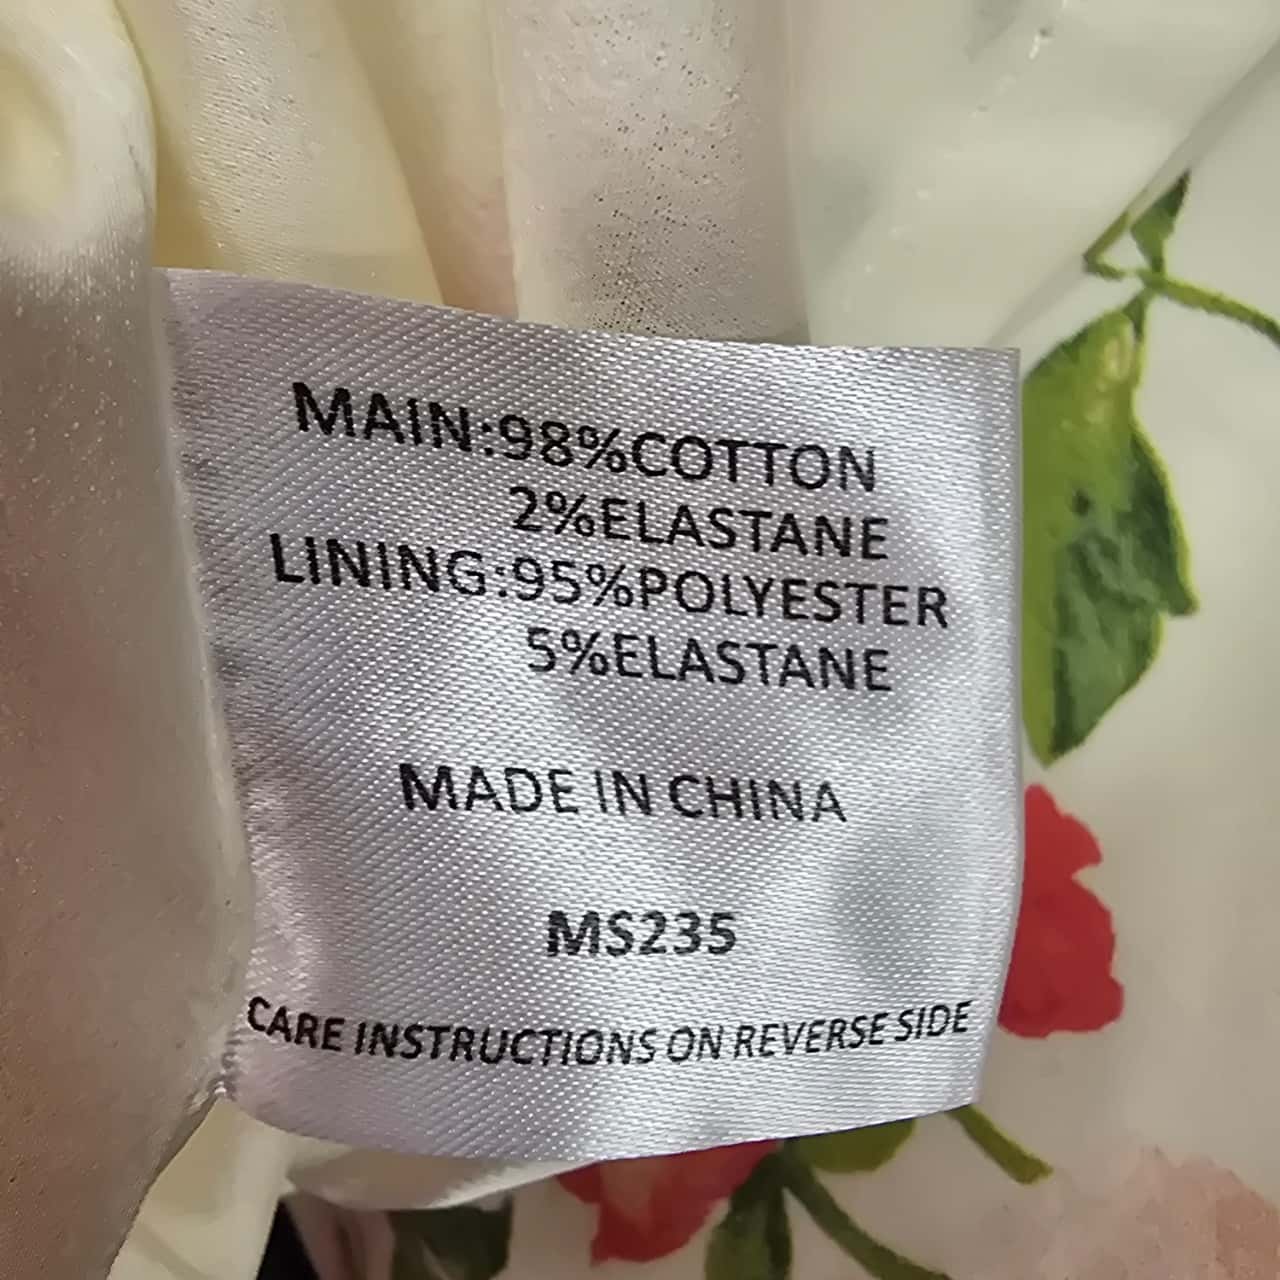 MAIN:98%COTTON
2%ELASTANE
LINING:95%POLYESTER
5%ELASTANE
MADE IN CHINA
MS235
CARE INSTRUCTIONS ON REVERSE SIDE